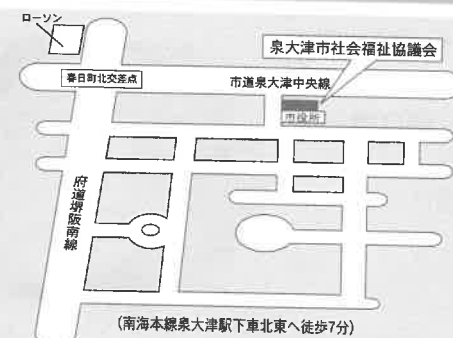 ローソン
泉大津市社会福祉協議会
春日町北交差点
市道泉大津中央線
市役所
府道堺阪南線
(南海本線泉大津駅下車北東へ徒歩7分)